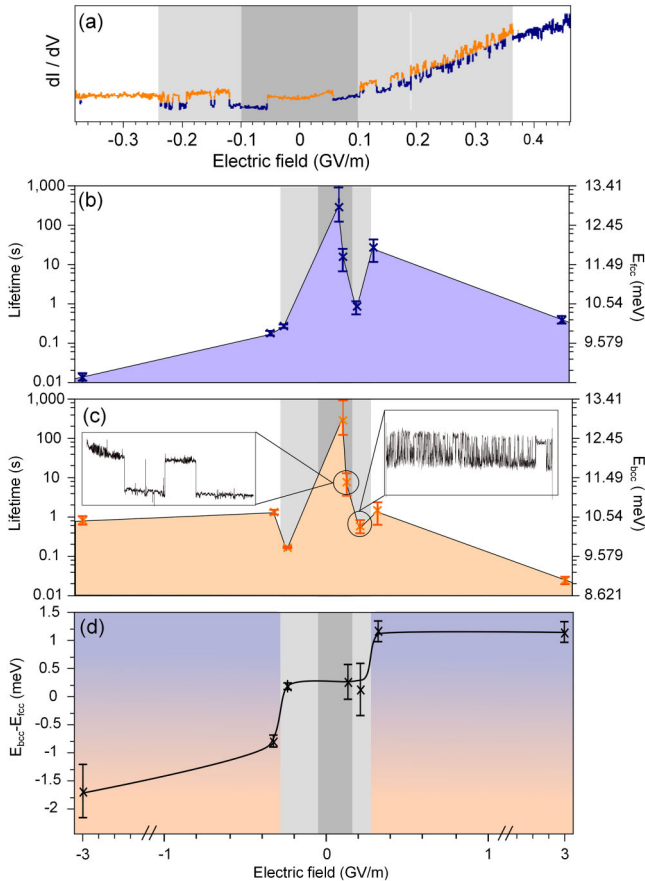 (a)
dI / dV
-0.3 -0.2 -0.1 0 0.1 0.2 0.3 0.4
Electric field (GV/m)
(b)
1,000
100
10
1
0.1
0.01
Lifetime (s)
13.41
12.45
11.49
10.54
9.579
E_fcc (meV)
(c)
1,000
100
10
1
0.1
0.01
Lifetime (s)
13.41
12.45
11.49
10.54
9.579
8.621
E_bcc (meV)
(d)
1.5
1
0.5
0
-0.5
-1
-1.5
-2
E_bcc-E_fcc (meV)
-3 -1 0 1 3
Electric field (GV/m)